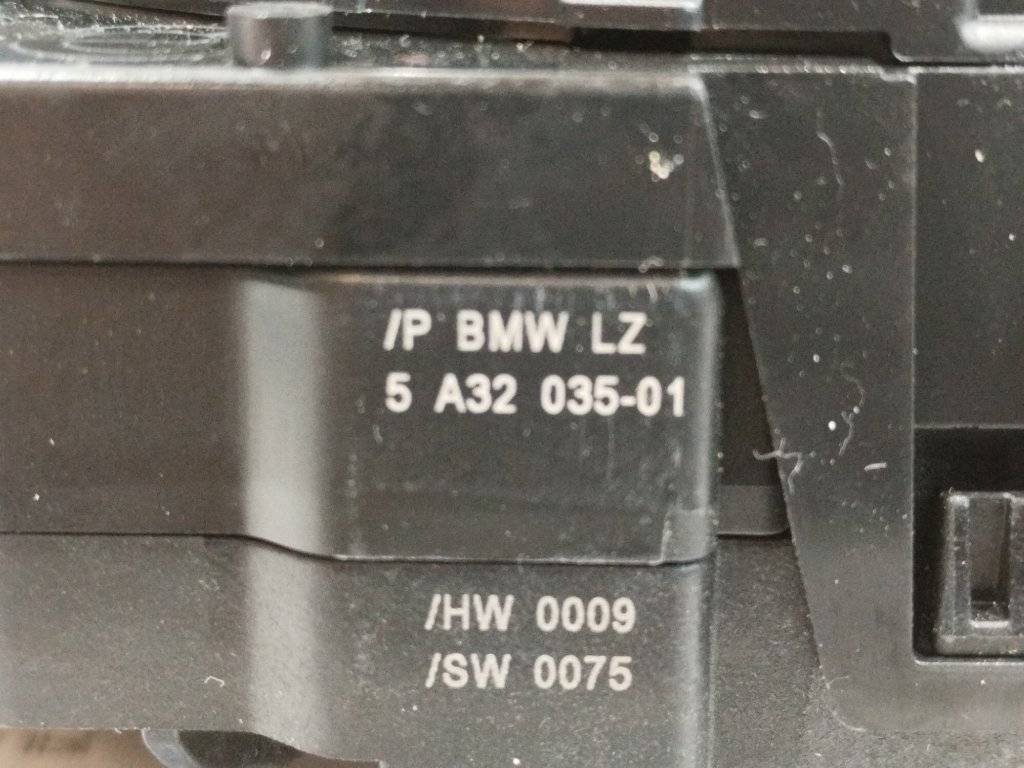 /P BMW LZ
5 A32 035-01
/HW 0009
/SW 0075